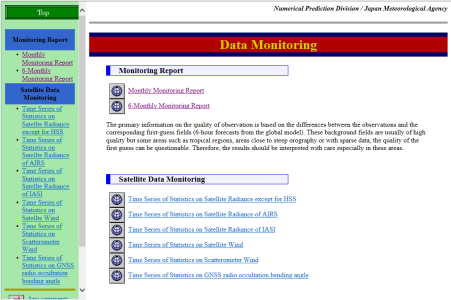 Top
Monitoring Report
Monthly
Monitoring Report
6-Monthly
Monitoring Report
Satellite Data
Monitoring
Time Series of
Statistics on
Satellite Radiance
except for HSS
Time Series of
Statistics on
Satellite Radiance
of AIRS
Time Series of
Statistics on
Satellite Radiance
of IASI
Time Series of
Statistics on
Satellite Wind
Time Series of
Statistics on
Scatterometer
Wind
Time Series of
Statistics on GNSS
radio occultation
bending angle
Any comments
Numerical Prediction Division / Japan Meteorological Agency
Data Monitoring
Monitoring Report
Monthly Monitoring Report
6-Monthly Monitoring Report
The primary information on the quality of observation is based on the differences between the observations and the
corresponding first-guess fields (6-hour forecasts from the global model). These background fields are usually of high
quality but some areas such as tropical regions, areas close to steep orography or with sparse data, the quality of the
first guess can be questionable. Therefore, the results should be interpreted with care especially in these areas.
Satellite Data Monitoring
Time Series of Statistics on Satellite Radiance except for HSS
Time Series of Statistics on Satellite Radiance of AIRS
Time Series of Statistics on Satellite Radiance of IASI
Time Series of Statistics on Satellite Wind
Time Series of Statistics on Scatterometer Wind
Time Series of Statistics on GNSS radio occultation bending angle